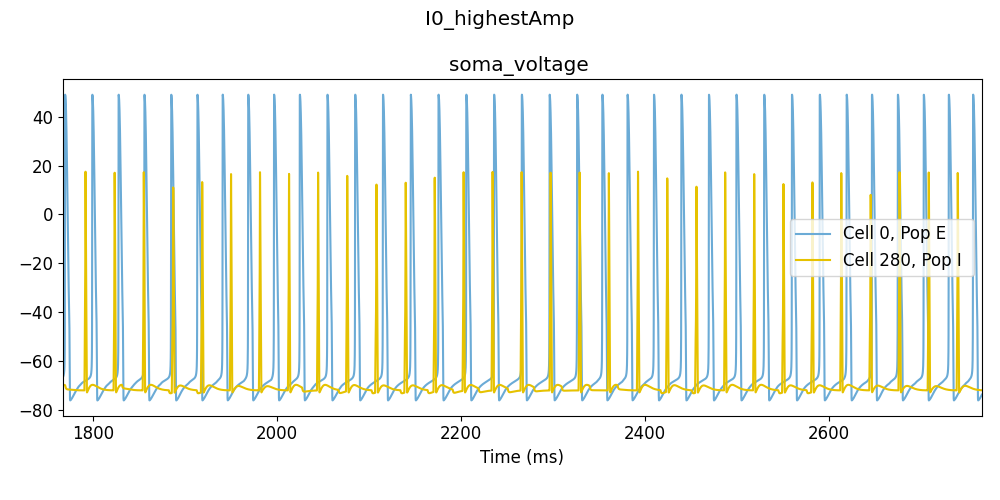 I0_highestAmp
soma_voltage
40
20
0
−20
−40
−60
−80
Cell 0, Pop E
Cell 280, Pop I
1800 2000 2200 2400 2600
Time (ms)